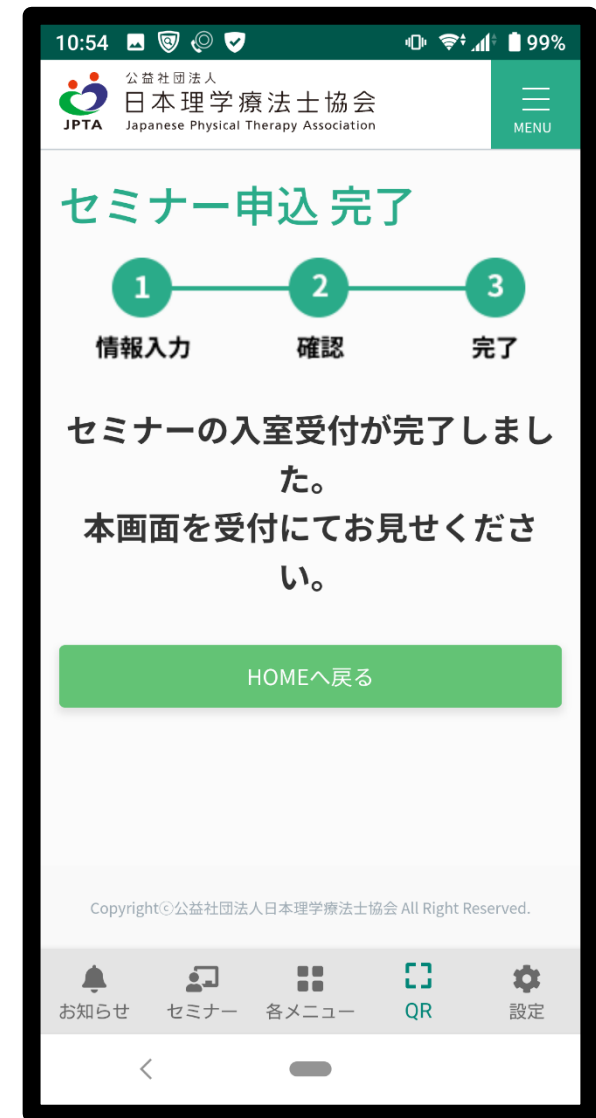 10:54 99%
公益社団法人
日本理学療法士協会
JPTA Japanese Physical Therapy Association
MENU
セミナー申込 完了
1 2 3
情報入力 確認 完了
セミナーの入室受付が完了しまし
た。
本画面を受付にてお見せくださ
い。
HOMEへ戻る
Copyrightⓒ公益社団法人日本理学療法士協会 All Right Reserved.
お知らせ セミナー 各メニュー QR 設定